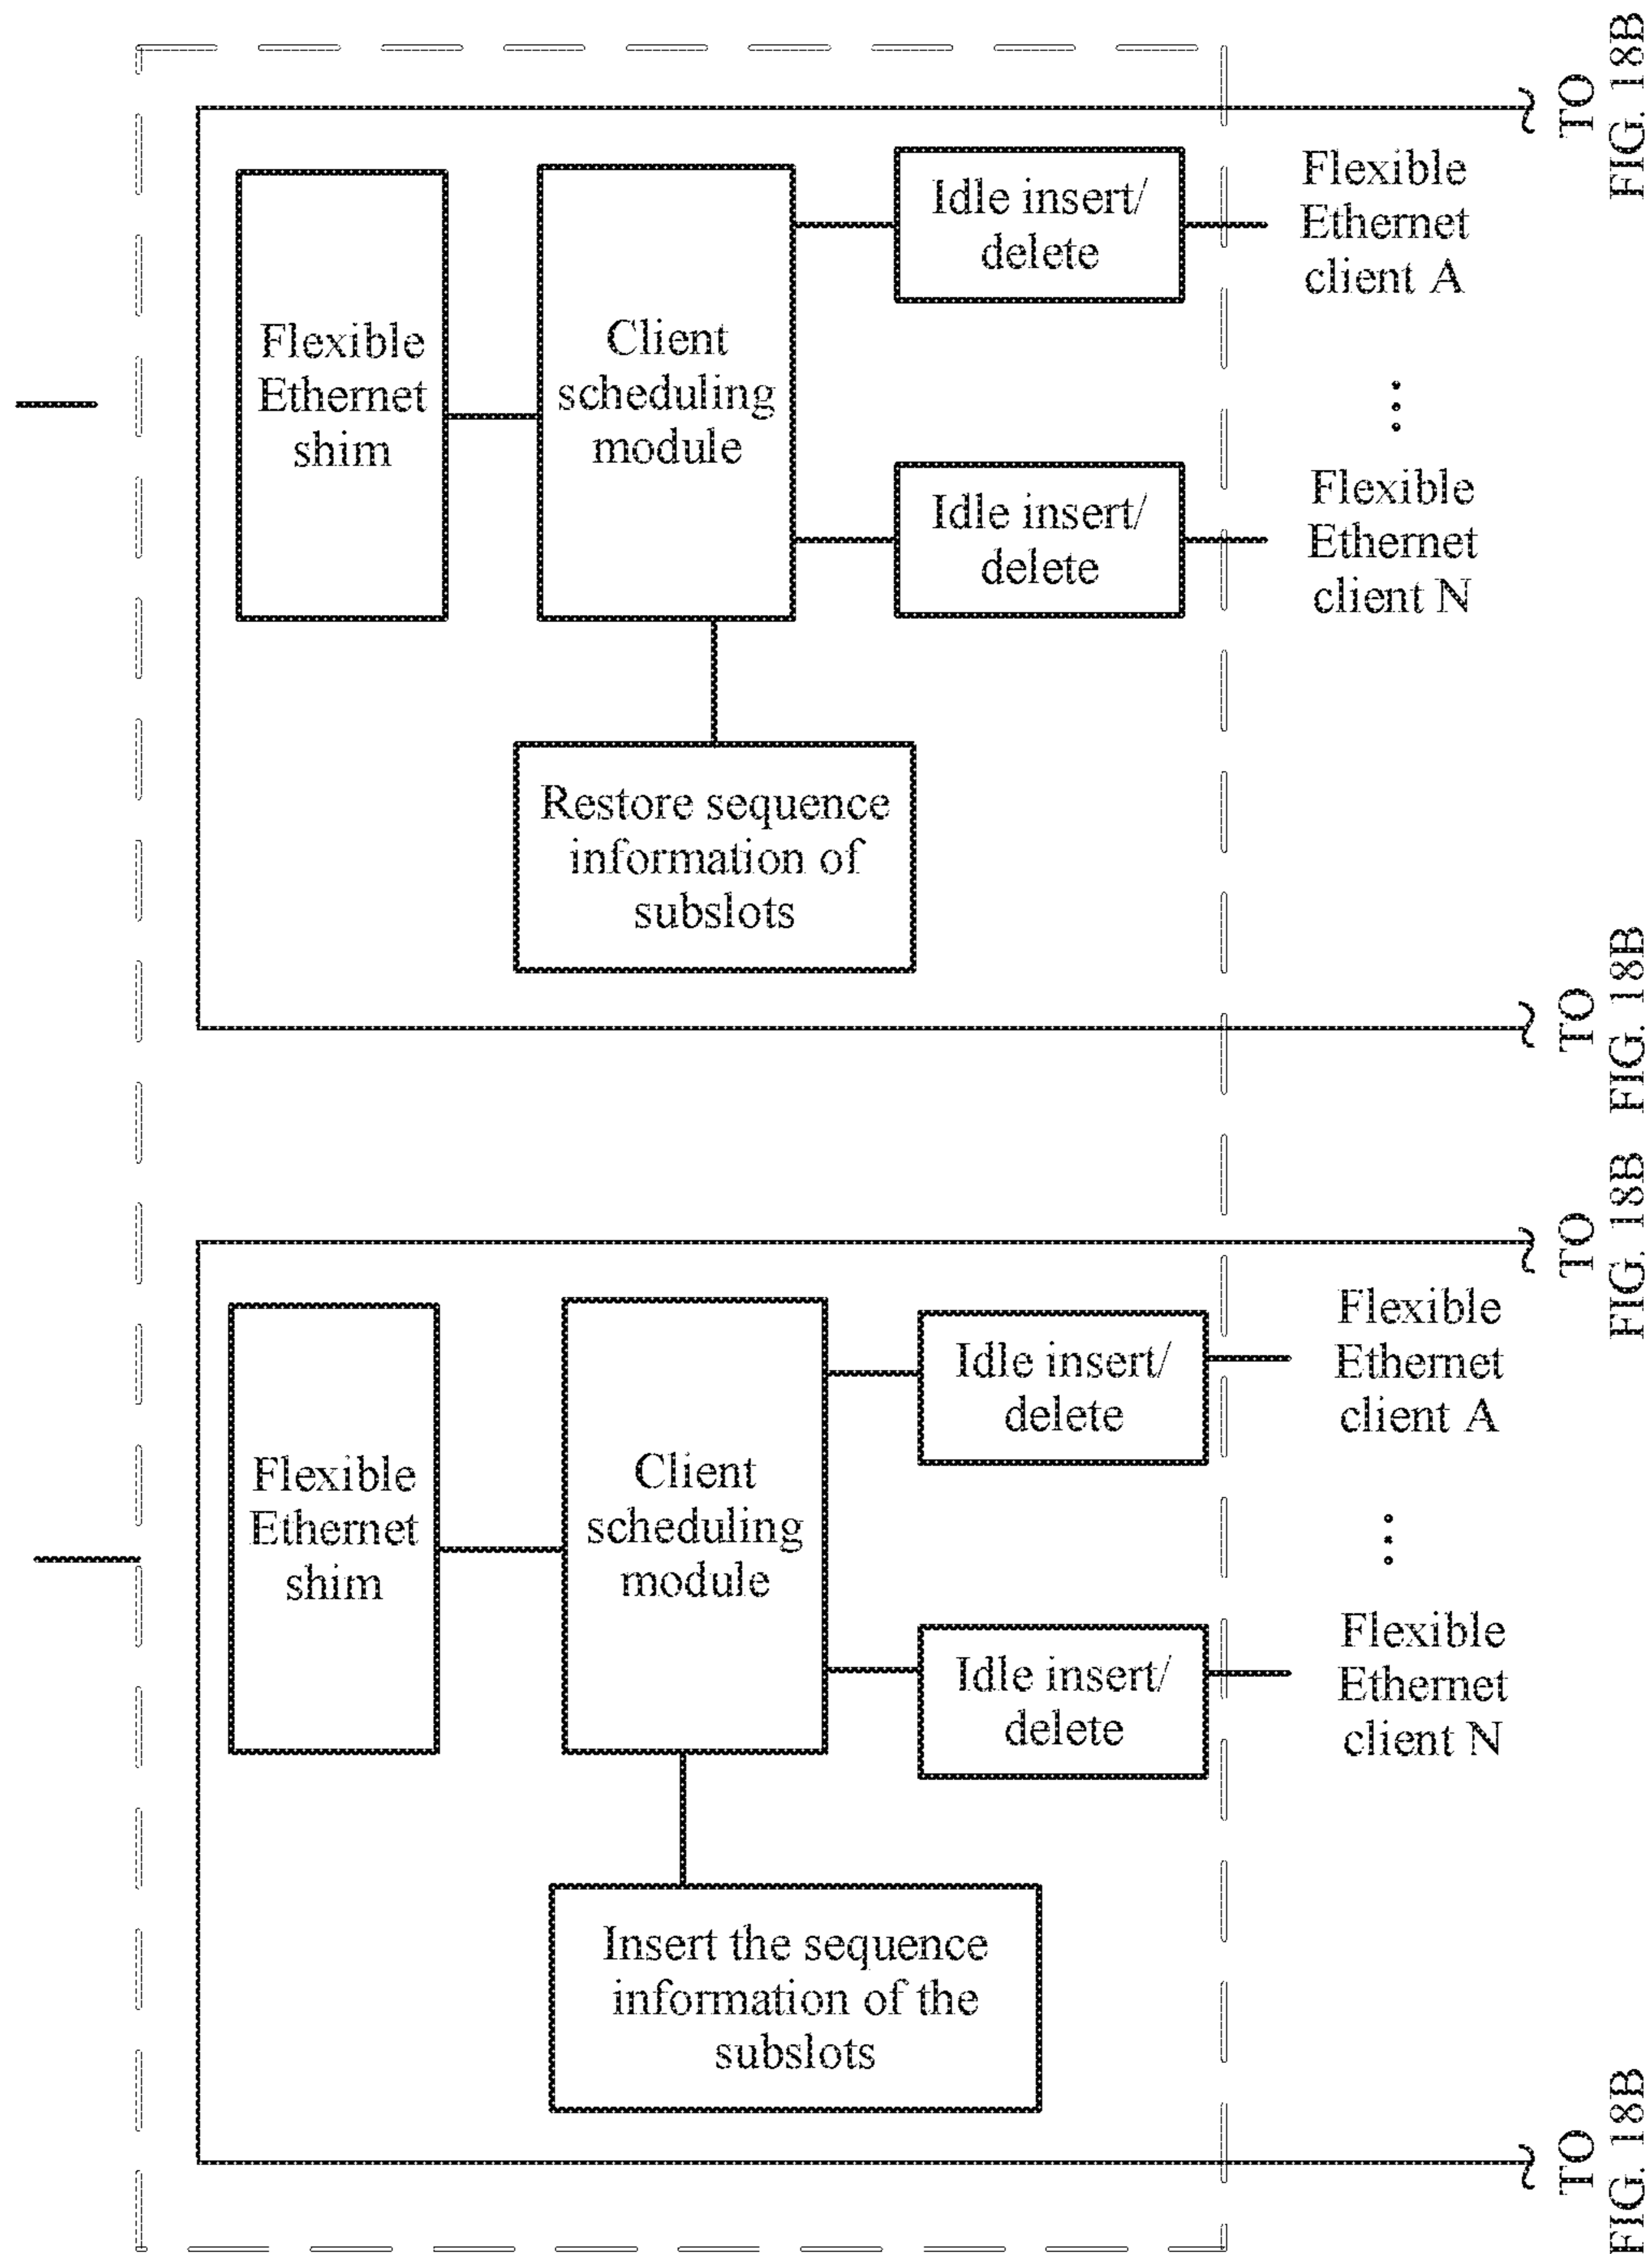 TO
FIG. 18B
Flexible
Ethernet
shim
Client
scheduling
module
Idle insert/
delete
Flexible
Ethernet
client A
Idle insert/
delete
Flexible
Ethernet
client N
Restore sequence
information of
subslots
TO
FIG. 18B
TO
FIG. 18B
Flexible
Ethernet
shim
Client
scheduling
module
Idle insert/
delete
Flexible
Ethernet
client A
Idle insert/
delete
Flexible
Ethernet
client N
Insert the sequence
information of the
subslots
TO
FIG. 18B